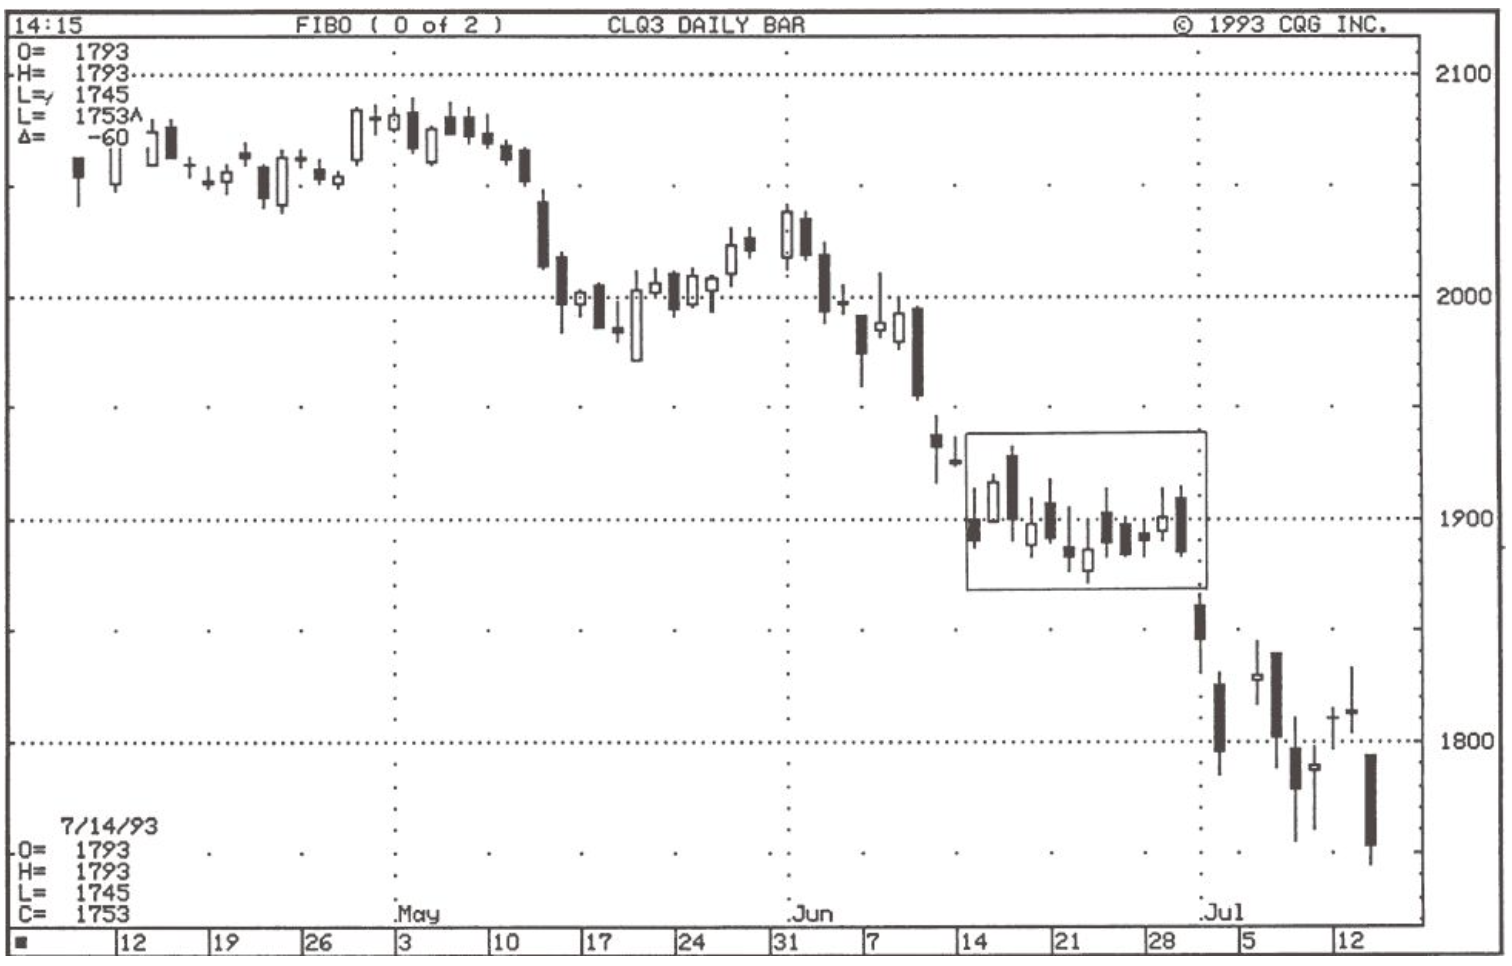 14:15 FIBO ( 0 of 2 ) CLQ3 DAILY BAR © 1993 CQG INC.
O= 1793
H= 1793
L= 1745
L= 1753^
Δ= -60
2100
2000
1900
1800
7/14/93
O= 1793
H= 1793
L= 1745
C= 1753
May Jun Jul
12 19 26 3 10 17 24 31 7 14 21 28 5 12